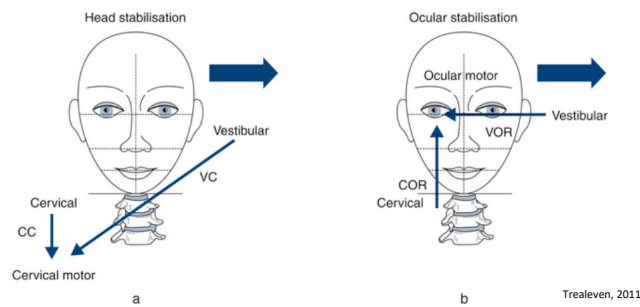 Head stabilisation
Vestibular
VC
Cervical
CC
Cervical motor
a
Ocular stabilisation
Ocular motor
Vestibular
VOR
COR
Cervical
b
Trealeven, 2011